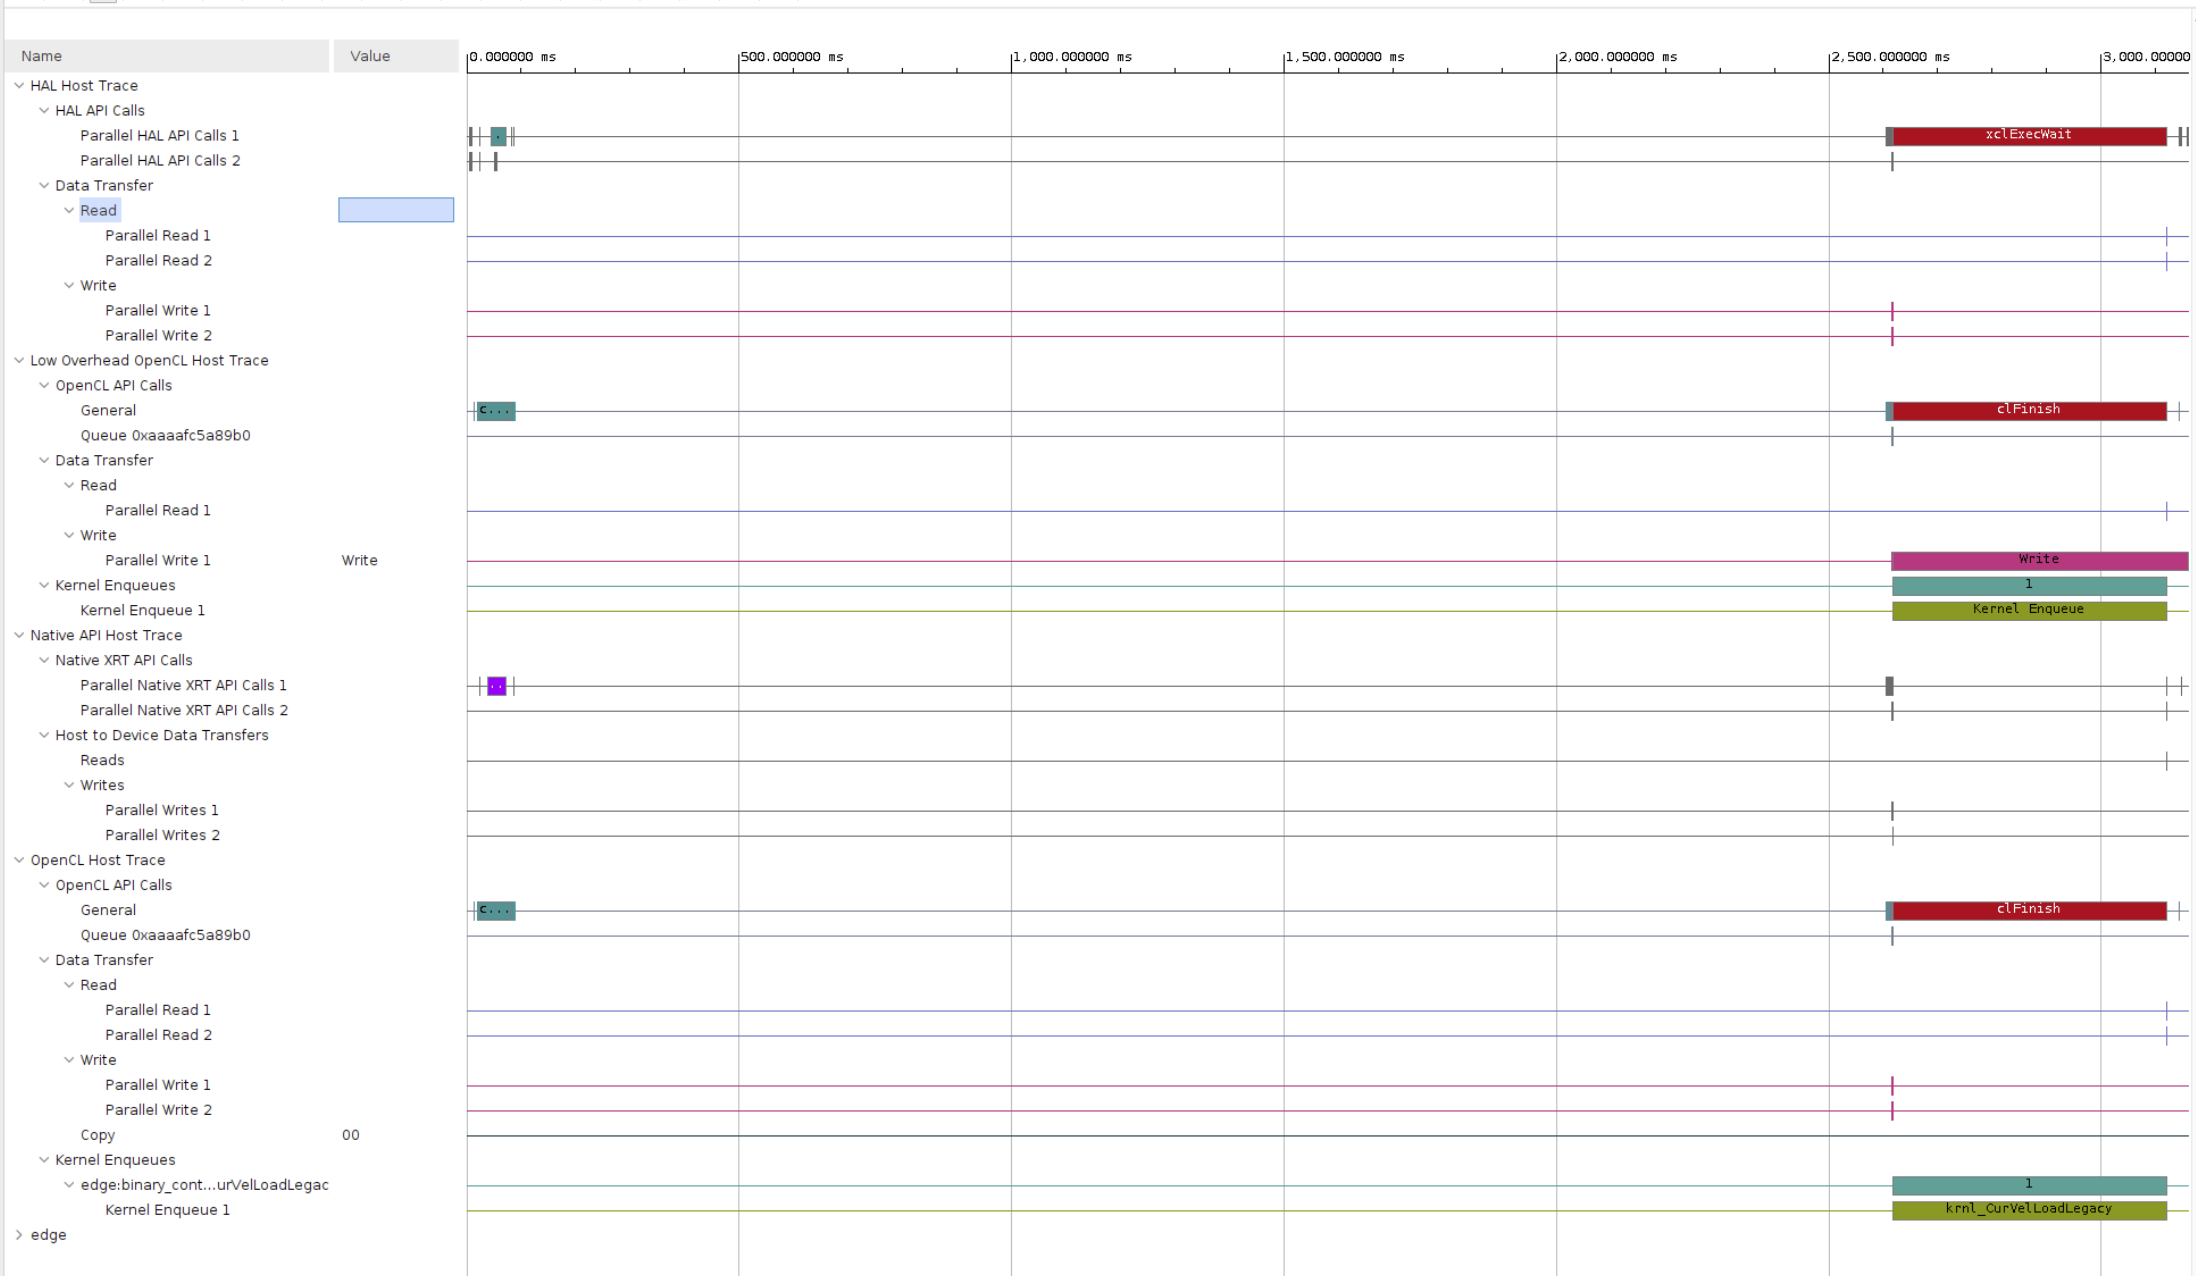 Name Value 0.000000 ms 500.000000 ms 1,000.000000 ms 1,500.000000 ms 2,000.000000 ms 2,500.000000 ms 3,000.00000
HAL Host Trace
HAL API Calls
Parallel HAL API Calls 1 . xclExecWait
Parallel HAL API Calls 2
Data Transfer
Read
Parallel Read 1
Parallel Read 2
Write
Parallel Write 1
Parallel Write 2
Low Overhead OpenCL Host Trace
OpenCL API Calls
General c... clFinish
Queue 0xaaaafc5a89b0
Data Transfer
Read
Parallel Read 1
Write
Parallel Write 1 Write Write
Kernel Enqueues 1
Kernel Enqueue 1 Kernel Enqueue
Native API Host Trace
Native XRT API Calls
Parallel Native XRT API Calls 1 ..
Parallel Native XRT API Calls 2
Host to Device Data Transfers
Reads
Writes
Parallel Writes 1
Parallel Writes 2
OpenCL Host Trace
OpenCL API Calls
General c... clFinish
Queue 0xaaaafc5a89b0
Data Transfer
Read
Parallel Read 1
Parallel Read 2
Write
Parallel Write 1
Parallel Write 2
Copy 00
Kernel Enqueues
edge:binary_cont...urVelLoadLegac 1
Kernel Enqueue 1 krnl_CurVelLoadLegacy
edge